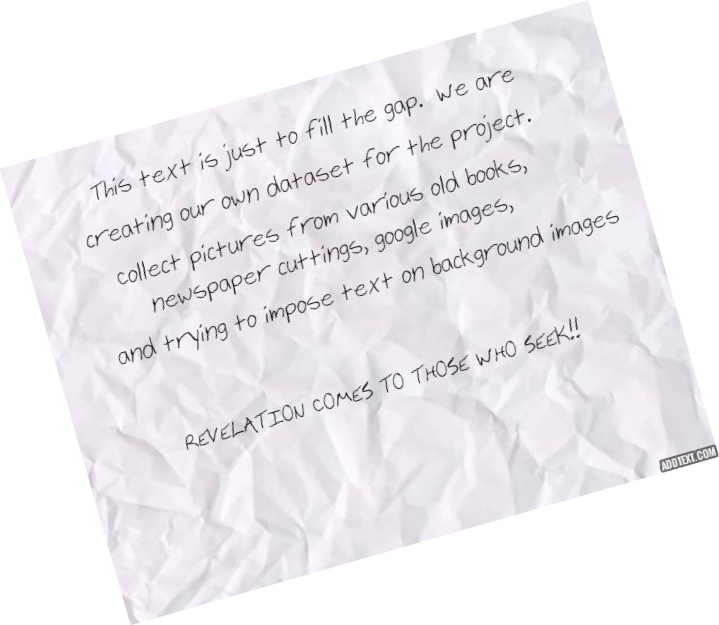 This text is just to fill the gap. We are
creating our own dataset for the project.
collect pictures from various old books,
newspaper cuttings, google images,
and trying to impose text on background images
REVELATION COMES TO THOSE WHO SEEK!!
ADDTEXT.COM